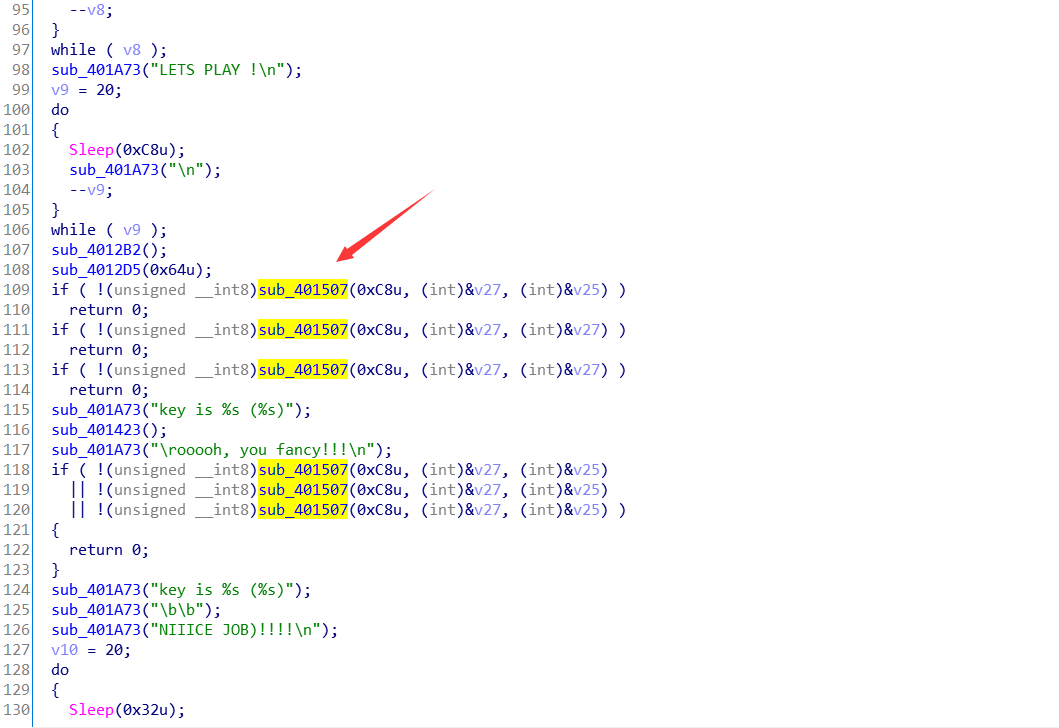 95 --v8;
96 }
97 while ( v8 );
98 sub_401A73("LETS PLAY !\n");
99 v9 = 20;
100 do
101 {
102 Sleep(0xC8u);
103 sub_401A73("\n");
104 --v9;
105 }
106 while ( v9 );
107 sub_4012B2();
108 sub_4012D5(0x64u);
109 if ( !(unsigned __int8)sub_401507(0xC8u, (int)&v27, (int)&v25) )
110 return 0;
111 if ( !(unsigned __int8)sub_401507(0xC8u, (int)&v27, (int)&v27) )
112 return 0;
113 if ( !(unsigned __int8)sub_401507(0xC8u, (int)&v27, (int)&v27) )
114 return 0;
115 sub_401A73("key is %s (%s)");
116 sub_401423();
117 sub_401A73("\rooooh, you fancy!!!\n");
118 if ( !(unsigned __int8)sub_401507(0xC8u, (int)&v27, (int)&v25)
119 || !(unsigned __int8)sub_401507(0xC8u, (int)&v27, (int)&v25)
120 || !(unsigned __int8)sub_401507(0xC8u, (int)&v27, (int)&v25) )
121 {
122 return 0;
123 }
124 sub_401A73("key is %s (%s)");
125 sub_401A73("\b\b");
126 sub_401A73("NIIICE JOB)!!!!\n");
127 v10 = 20;
128 do
129 {
130 Sleep(0x32u);